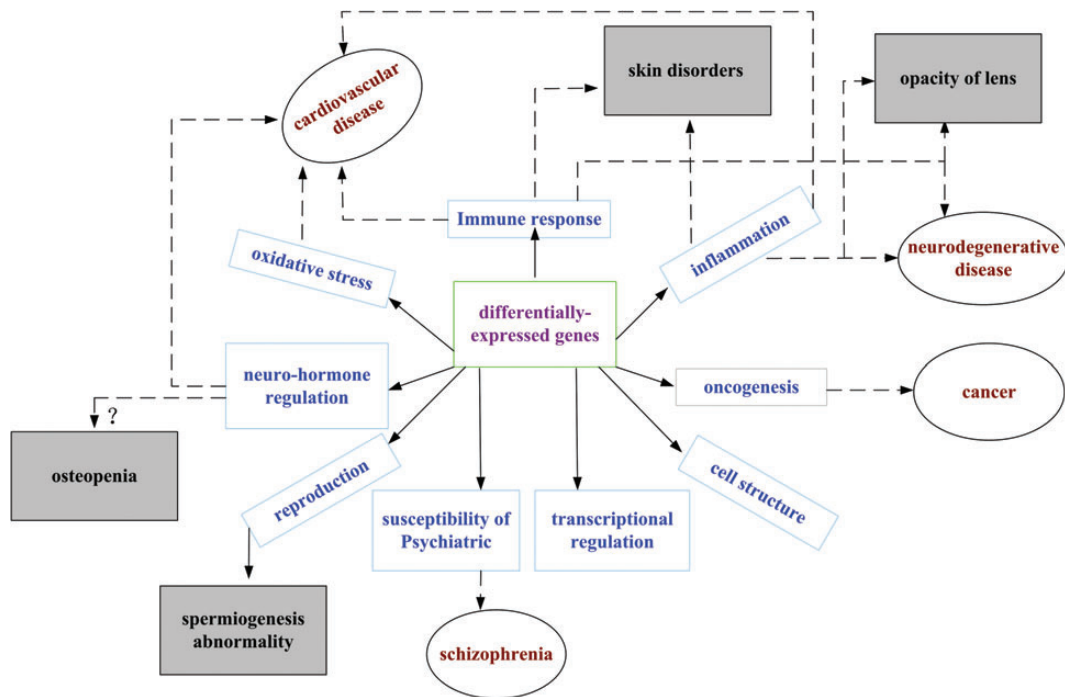 skin disorders
opacity of lens
cardiovascular
disease
Immune response
oxidative stress
inflammation
neurodegenerative
disease
differentially-
expressed genes
neuro-hormone
regulation
oncogenesis
cancer
?
osteopenia
reproduction
susceptibility of
Psychiatric
transcriptional
regulation
cell structure
spermiogenesis
abnormality
schizophrenia